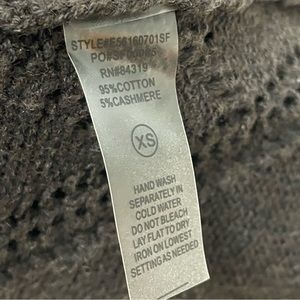 RN#84319
95%COTTON
5%CASHMERE
XS
HAND WASH
SEPARATELY IN
COLD WATER
DO NOT BLEACH
LAY FLAT TO DRY
IRON ON LOWEST
SETTING AS NEEDED